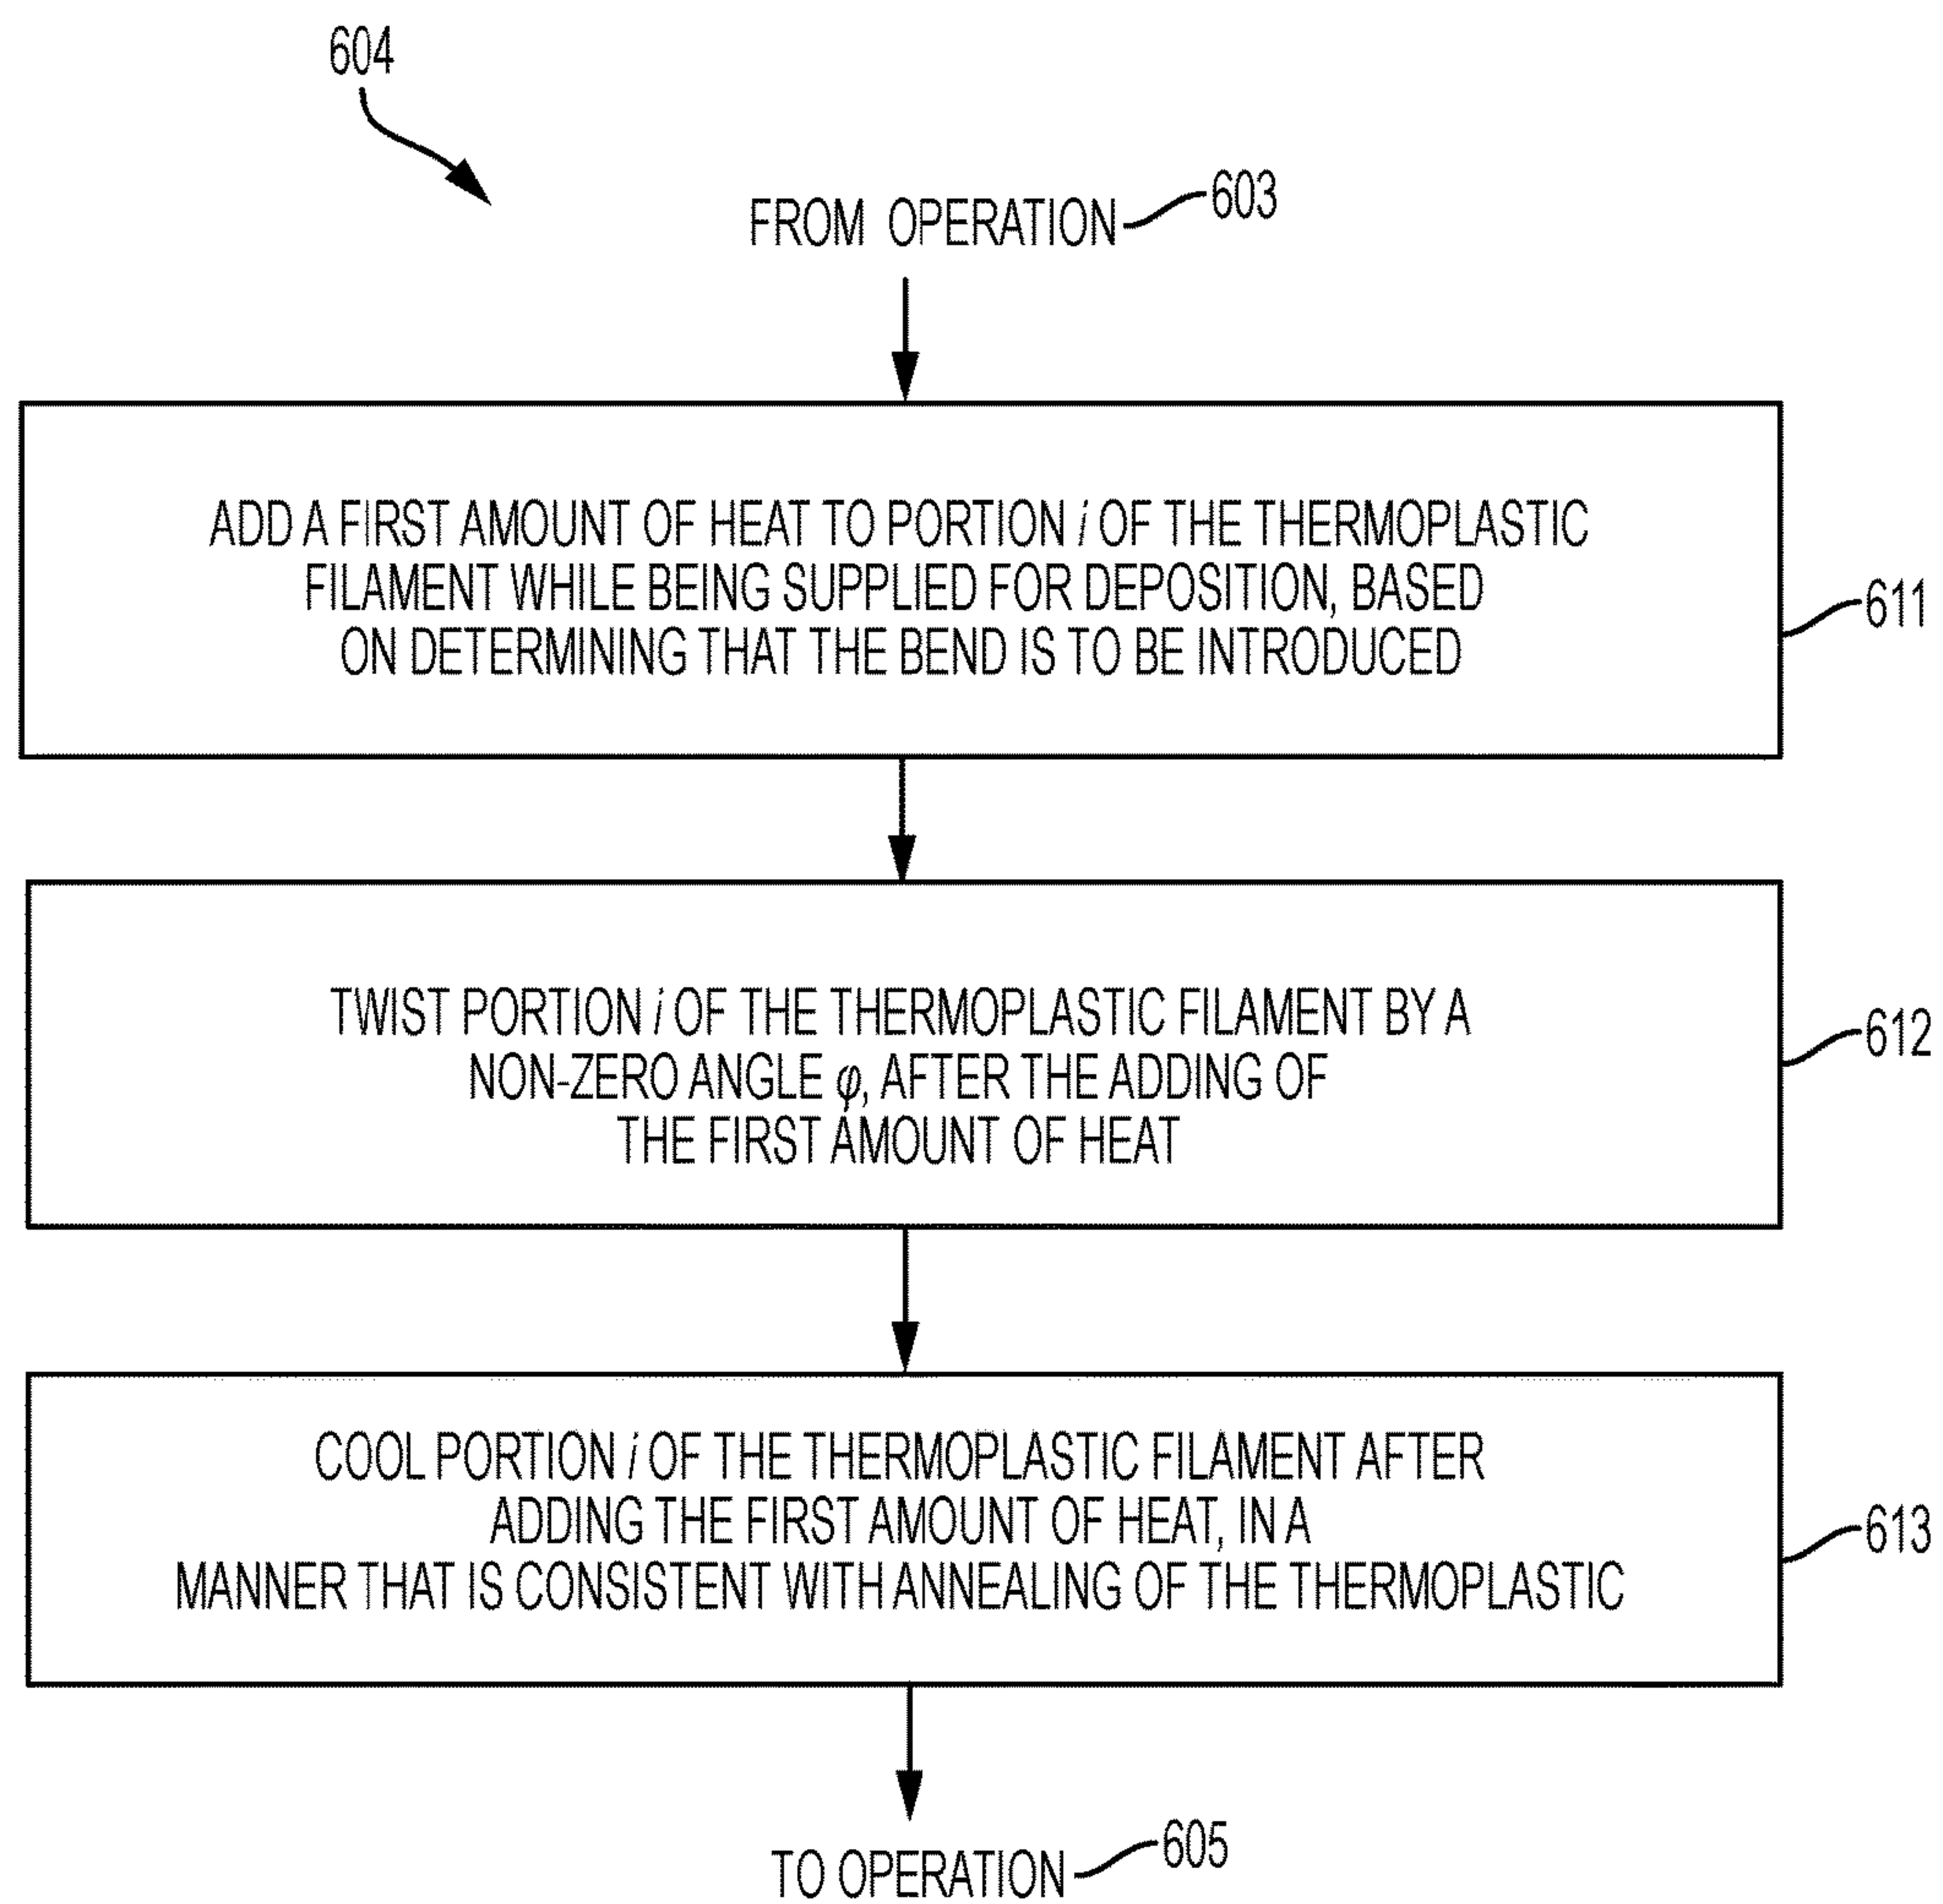 604
FROM OPERATION 603
ADD A FIRST AMOUNT OF HEAT TO PORTION i OF THE THERMOPLASTIC
FILAMENT WHILE BEING SUPPLIED FOR DEPOSITION, BASED
ON DETERMINING THAT THE BEND IS TO BE INTRODUCED
611
TWIST PORTION i OF THE THERMOPLASTIC FILAMENT BY A
NON-ZERO ANGLE φ, AFTER THE ADDING OF
THE FIRST AMOUNT OF HEAT
612
COOL PORTION i OF THE THERMOPLASTIC FILAMENT AFTER
ADDING THE FIRST AMOUNT OF HEAT, IN A
MANNER THAT IS CONSISTENT WITH ANNEALING OF THE THERMOPLASTIC
613
TO OPERATION 605